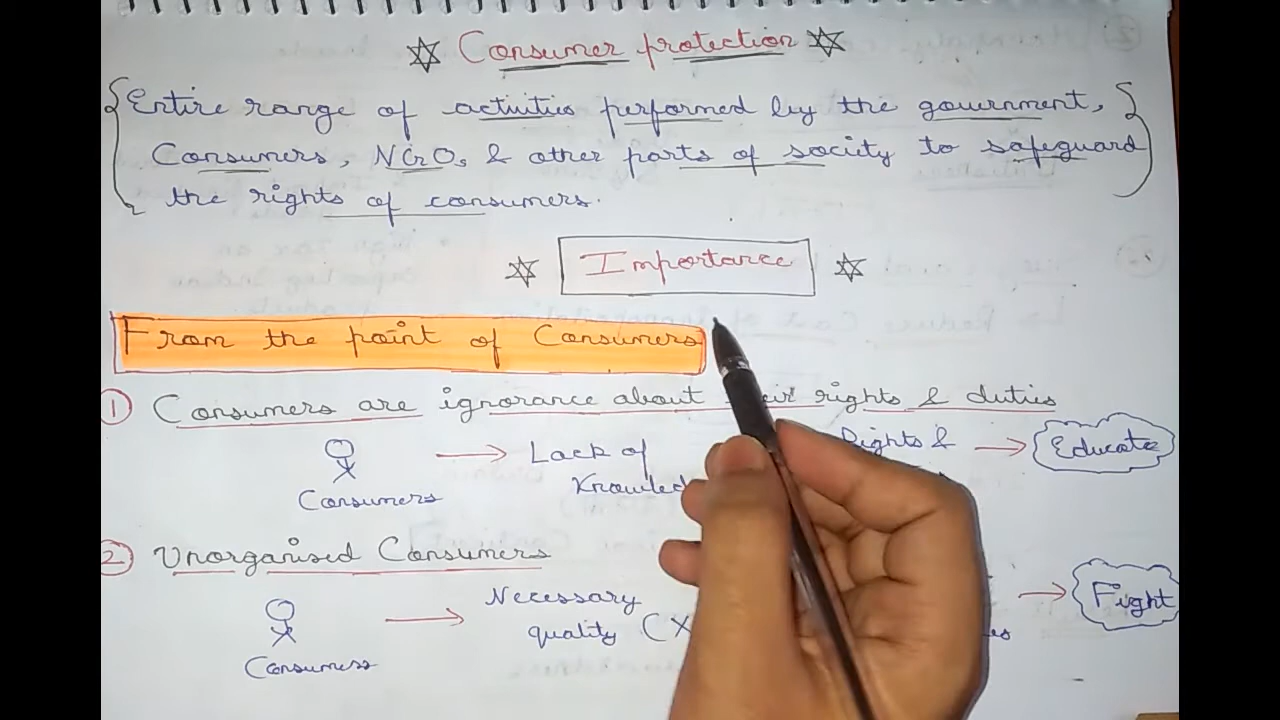 Consumer protection
Entire range of activities performed by the government,
Consumers, NGO, & other parts of society to safeguard
the rights of consumers.
Importance
From the point of Consumers
1 Consumers are ignorance about their rights & duties
Lack of Rights & Educate
Consumers
2 Unorganised Consumers
Necessary Fight
quality (X
Consumers